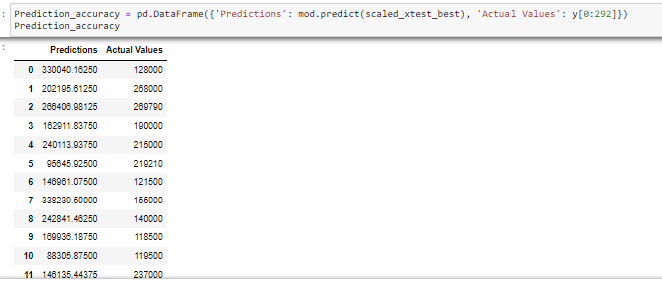 : Prediction_accuracy = pd.DataFrame({'Predictions': mod.predict(scaled_xtest_best), 'Actual Values': y[0:292]})
Prediction_accuracy
:
Predictions Actual Values
0 330040.16250 128000
1 202195.61250 268000
2 266406.98125 269790
3 162911.83750 190000
4 240113.93750 215000
5 95645.92500 219210
6 146961.07500 121500
7 338230.60000 155000
8 242841.46250 140000
9 169936.18750 118500
10 88305.87500 119500
11 146135.44375 237000